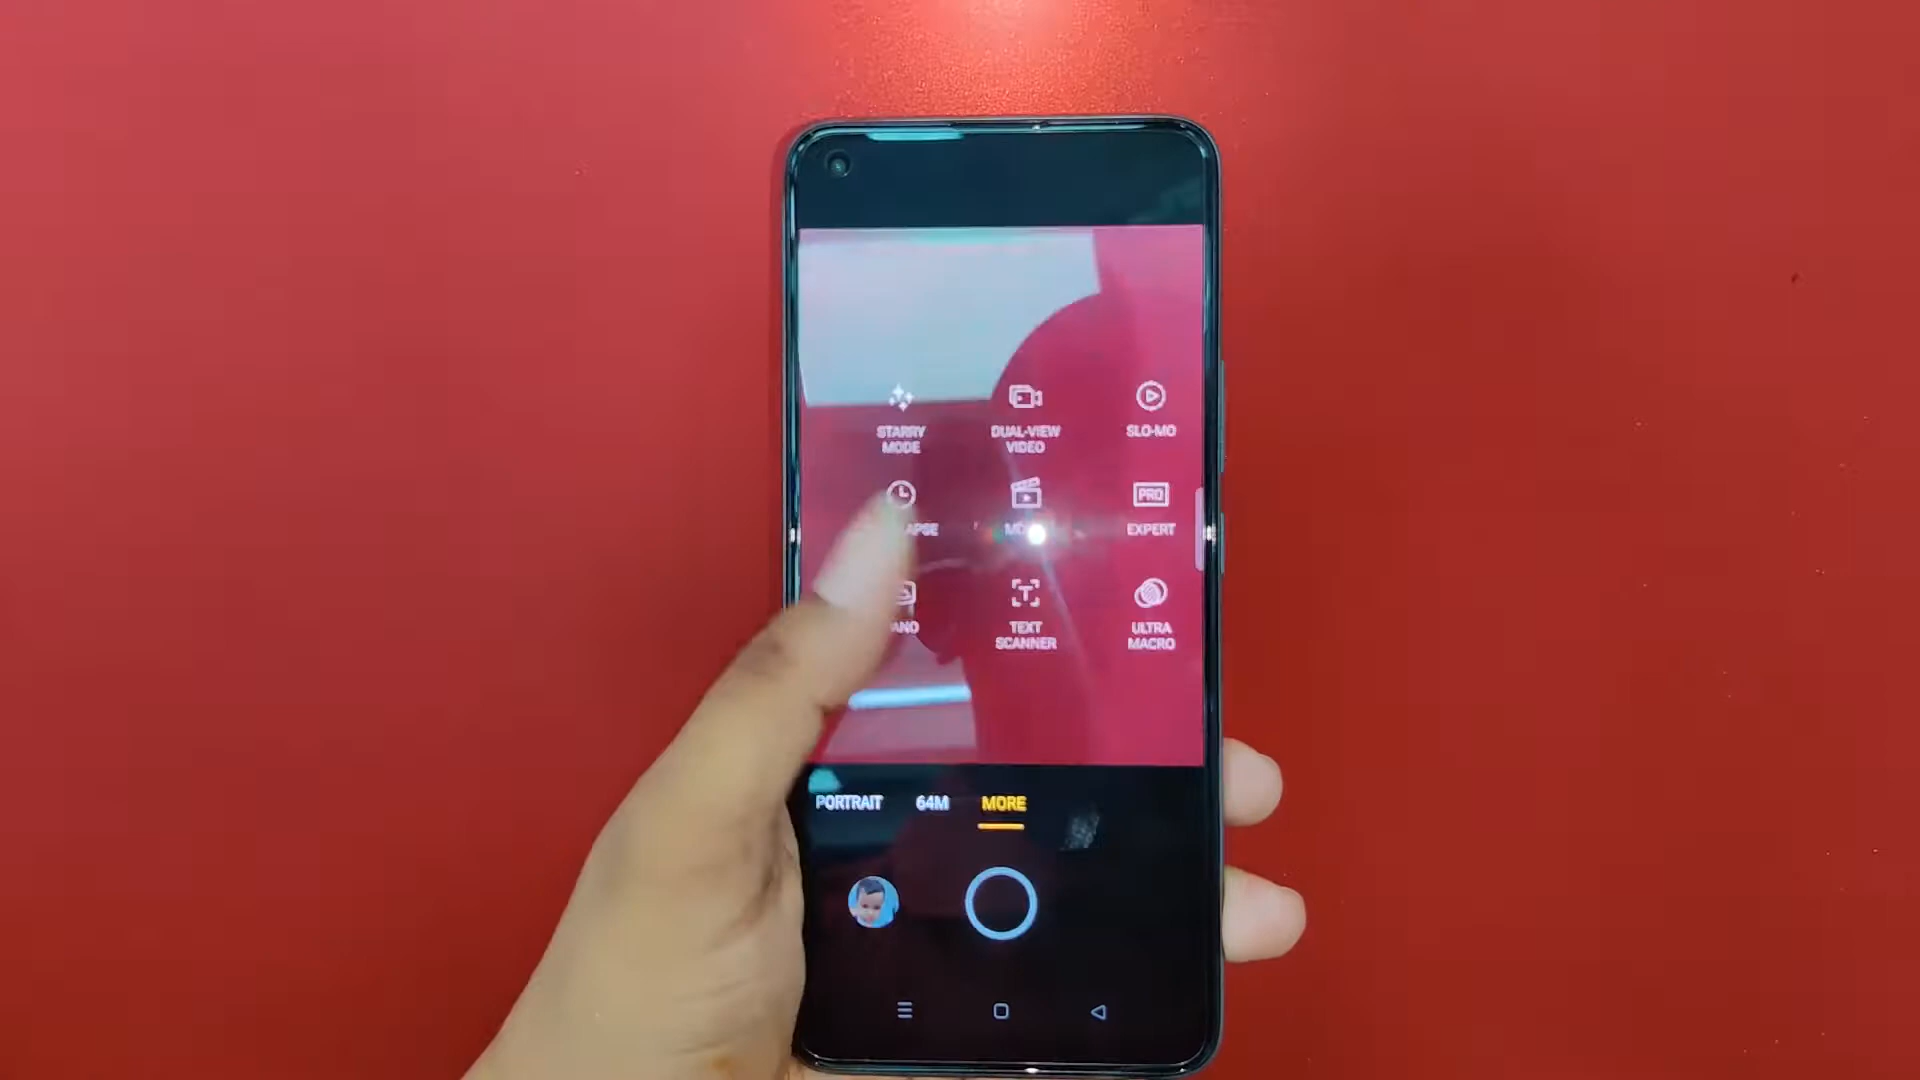 STARRY
MODE
DUAL-VIEW
VIDEO
SLO-MO
PRO
EXPERT
T
TEXT
SCANNER
ULTRA
MACRO
PORTRAIT
64M
MORE